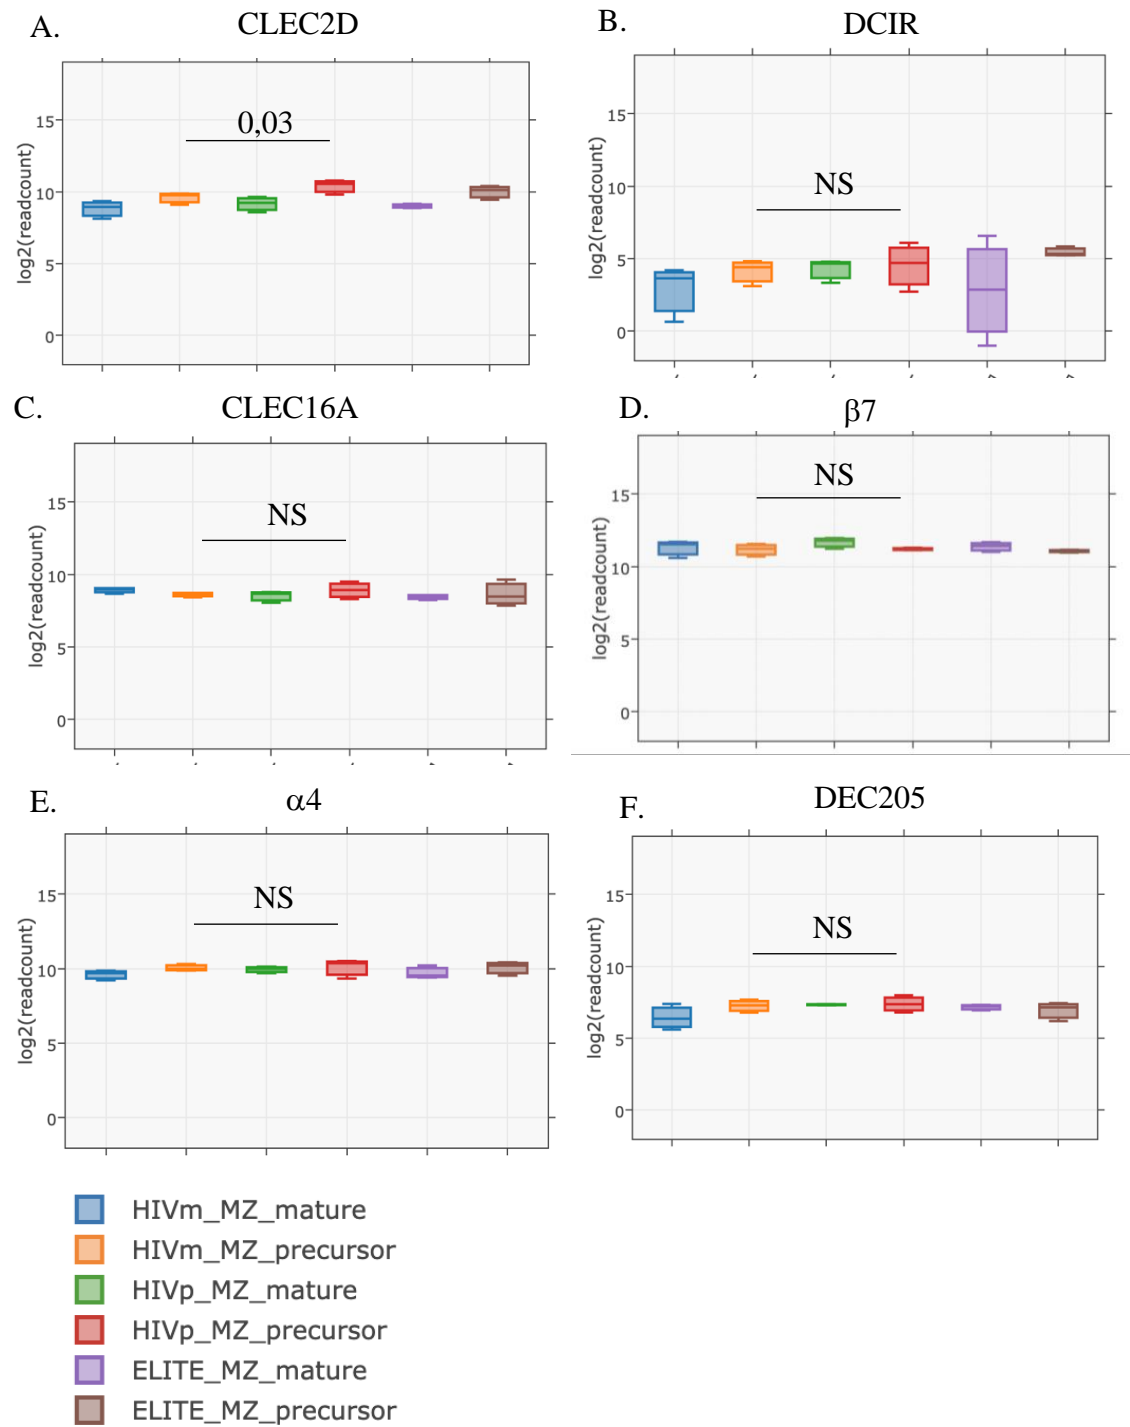 A.
CLEC2D
15
10
5
0
log2(readcount)
0,03
B.
DCIR
15
10
5
0
log2(readcount)
NS
C.
CLEC16A
15
10
5
0
log2(readcount)
NS
D.
β7
15
10
5
0
log2(readcount)
NS
E.
α4
15
10
5
0
log2(readcount)
NS
F.
DEC205
15
10
5
0
log2(readcount)
NS
HIVm_MZ_mature
HIVm_MZ_precursor
HIVp_MZ_mature
HIVp_MZ_precursor
ELITE_MZ_mature
ELITE_MZ_precursor